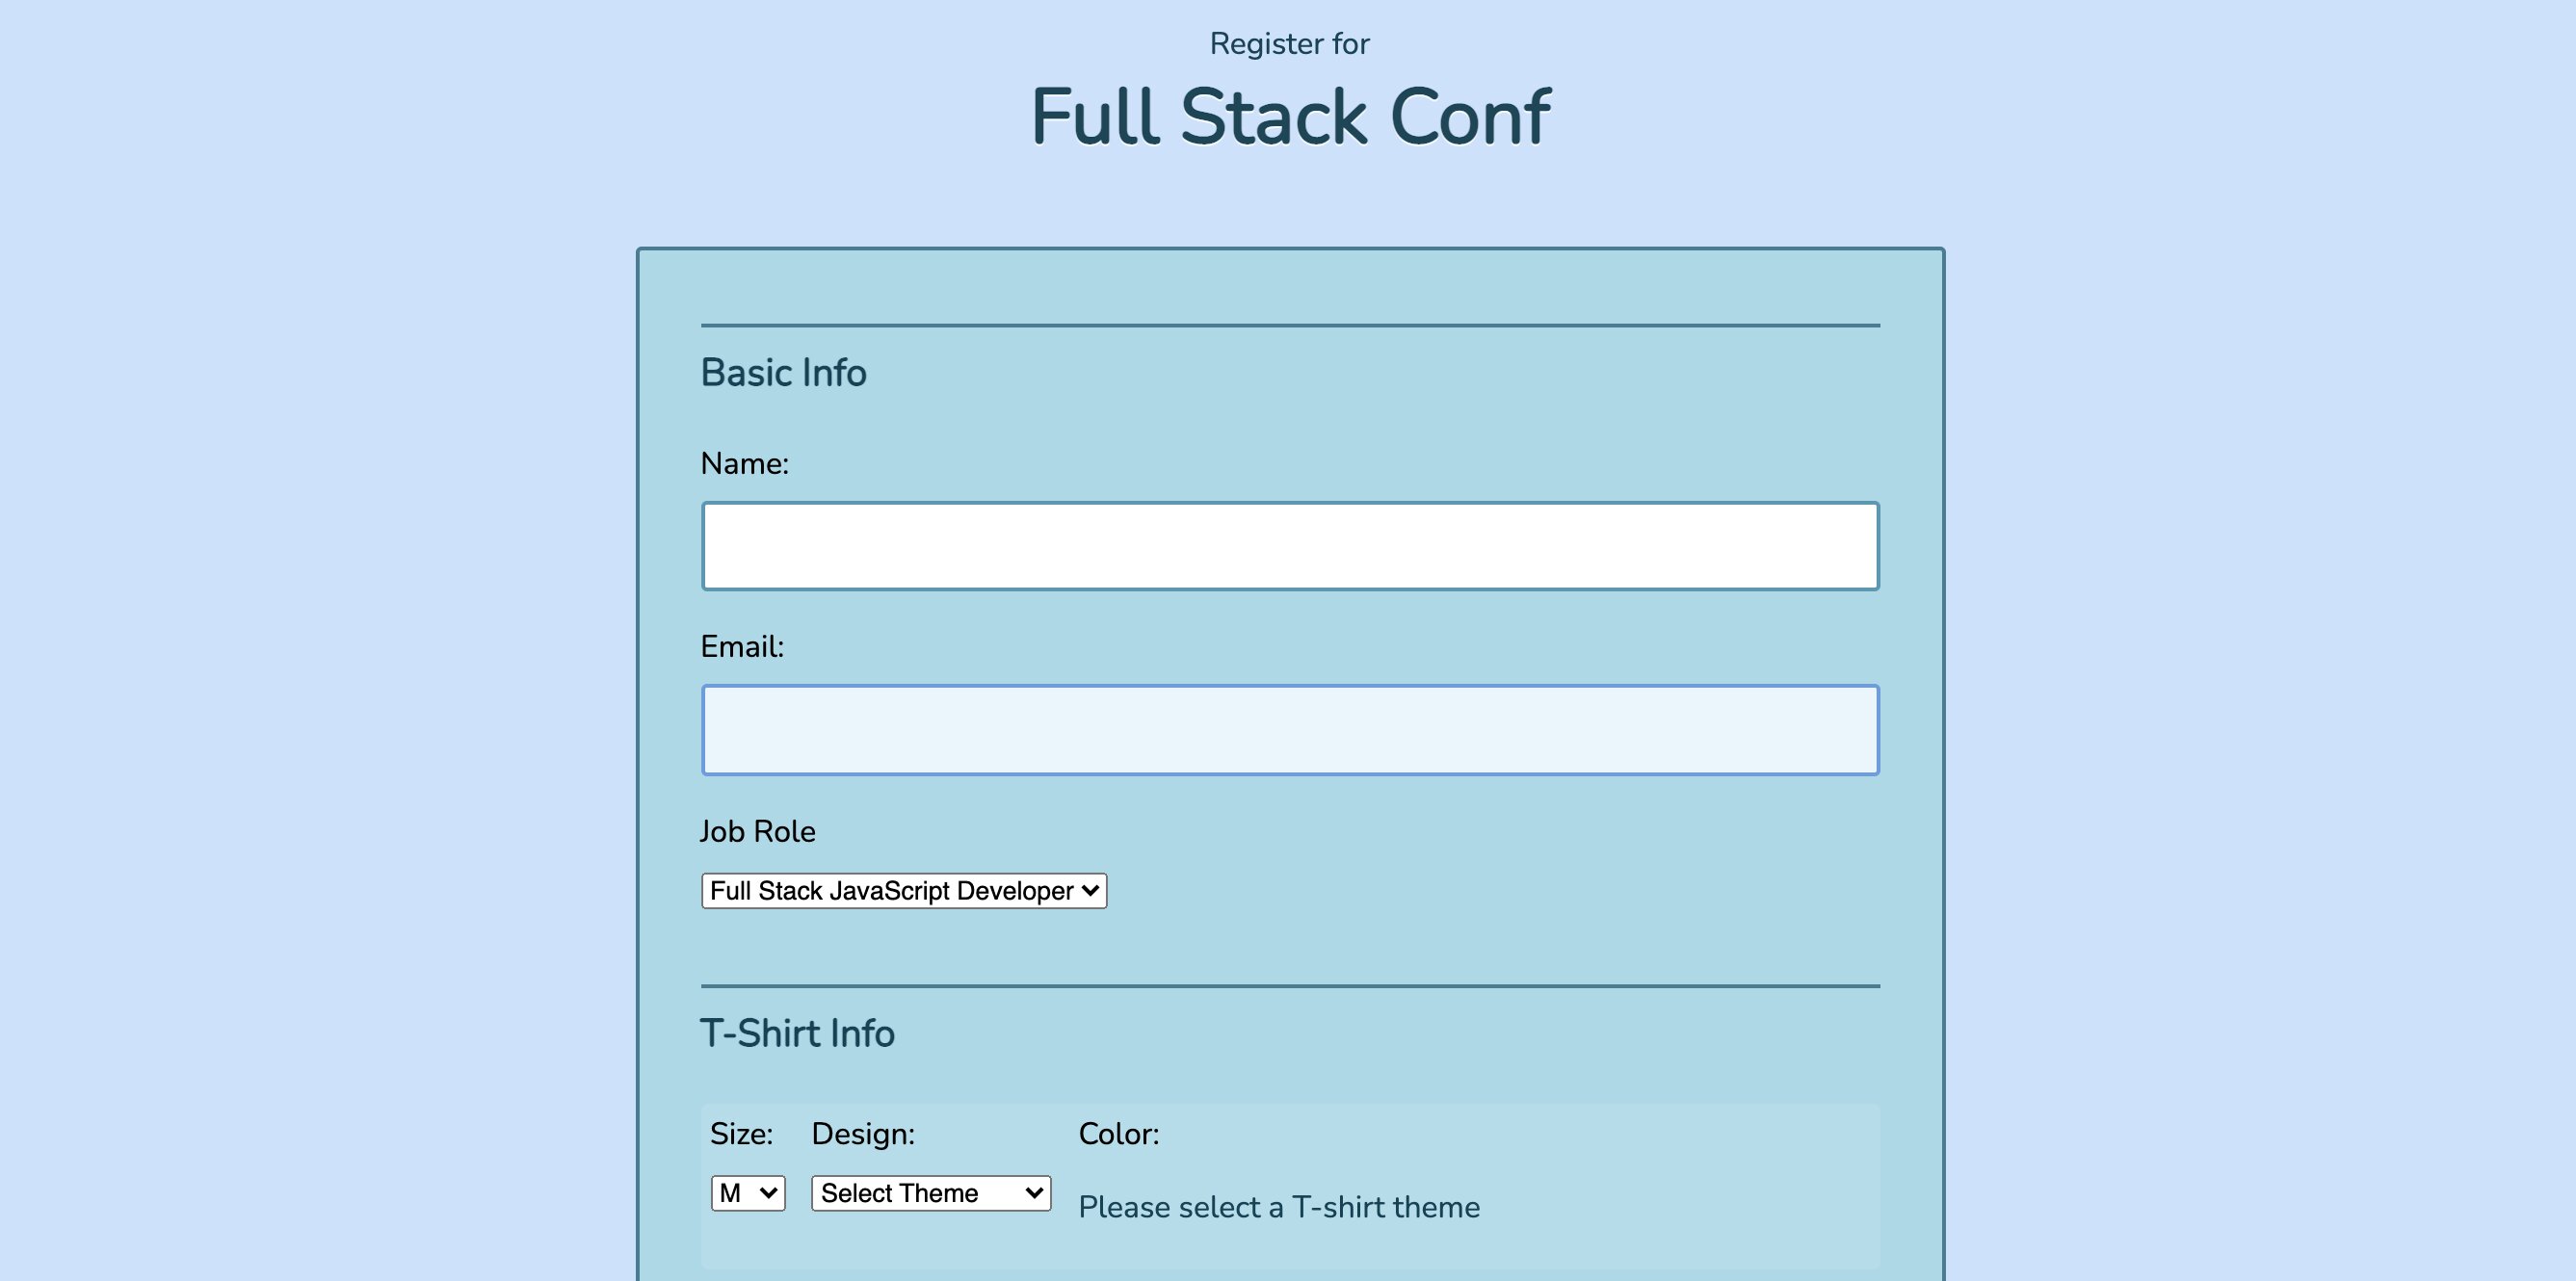 Register for
Full Stack Conf
Basic Info
Name:
Email:
Job Role
Full Stack JavaScript Developer
T-Shirt Info
Size: Design: Color:
M Select Theme
Please select a T-shirt theme